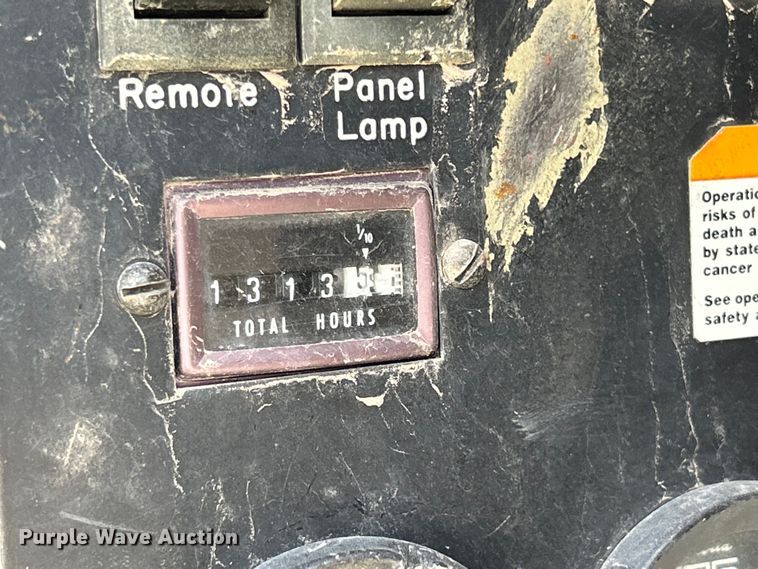 Remote
Panel
Lamp
1/10
1 3 1 3 5
TOTAL HOURS
Operatio
risks of
death a
by state
cancer
See ope
safety a
Purple Wave Auction